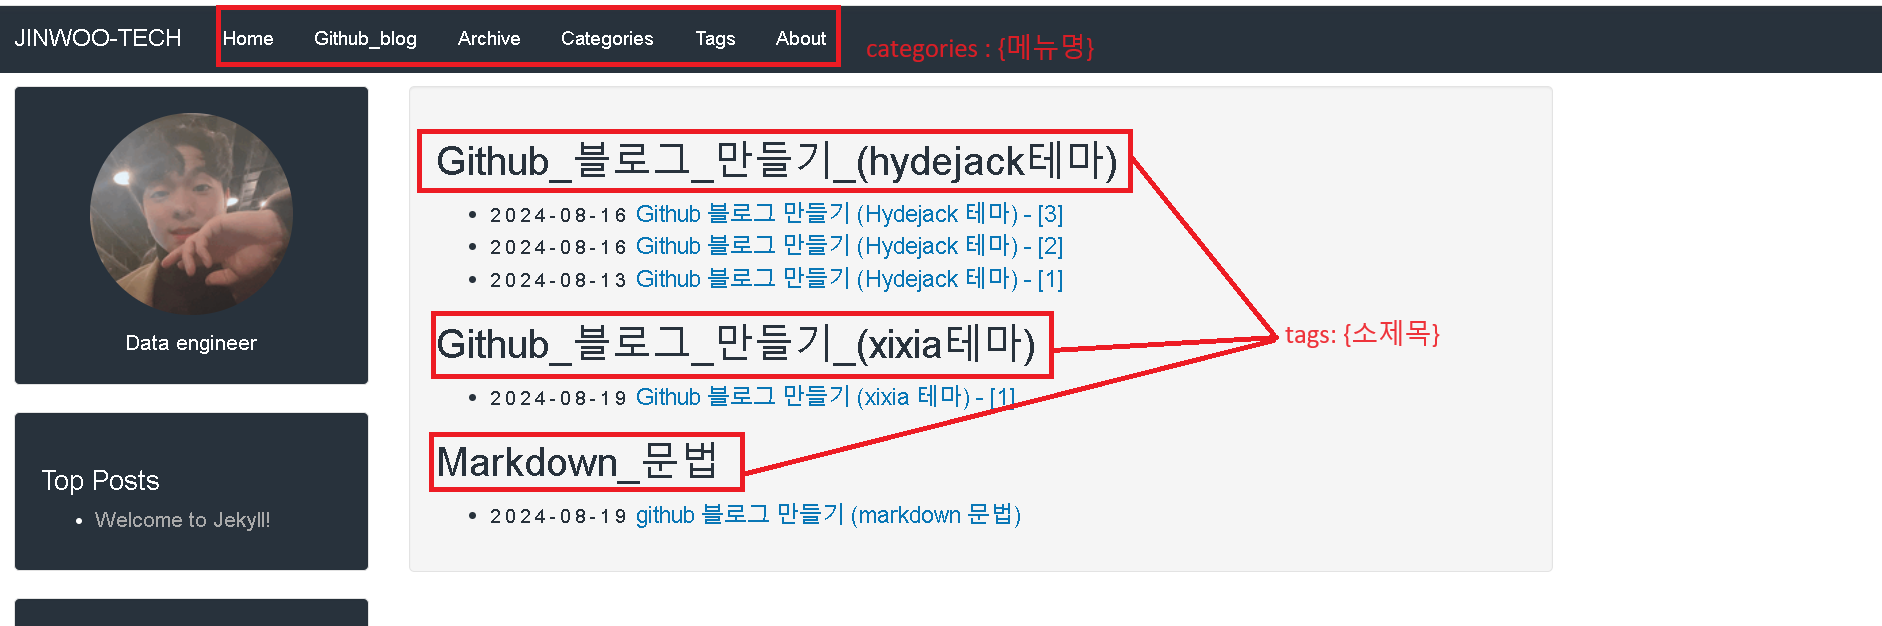 JINWOO-TECH Home Github_blog Archive Categories Tags About
categories : {메뉴명}
Data engineer
Top Posts
Welcome to Jekyll!
Github_블로그_만들기_(hydejack테마)
2024-08-16 Github 블로그 만들기 (Hydejack 테마) - [3]
2024-08-16 Github 블로그 만들기 (Hydejack 테마) - [2]
2024-08-13 Github 블로그 만들기 (Hydejack 테마) - [1]
Github_블로그_만들기_(xixia테마)
2024-08-19 Github 블로그 만들기 (xixia 테마) - [1]
Markdown_문법
2024-08-19 github 블로그 만들기 (markdown 문법)
tags: {소제목}